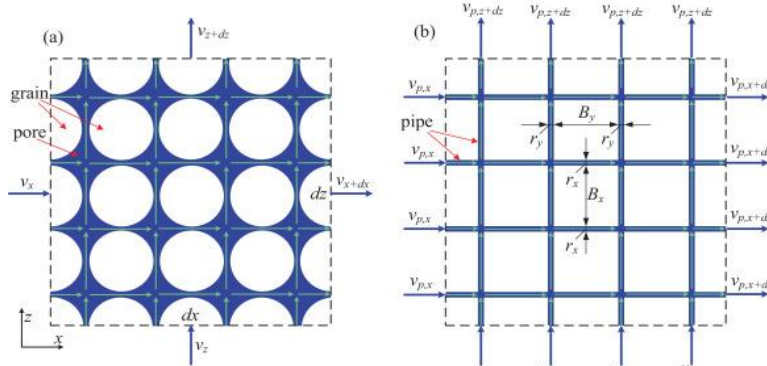 (a)
v_{z+dz}
grain
pore
v_x
v_{x+dx}
dz
dx
z
x
v_z
(b)
v_{p,z+dz} v_{p,z+dz} v_{p,z+dz} v_{p,z+dz}
v_{p,x} v_{p,x+d
pipe
B_y
r_y r_y
v_{p,x} v_{p,x+d
r_x
B_x
v_{p,x} v_{p,x+d
r_x
v_{p,x} v_{p,x+d